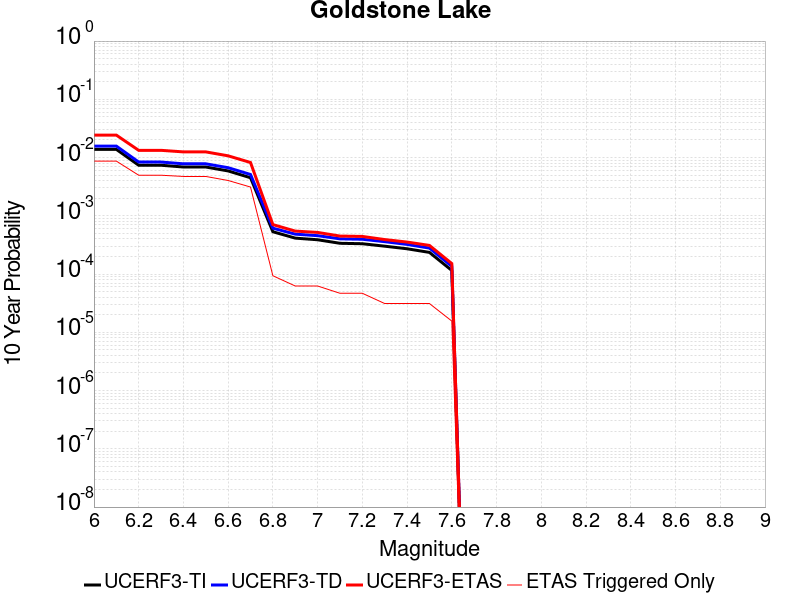 Goldstone Lake
10^0
10^-1
10^-2
10^-3
10^-4
10^-5
10^-6
10^-7
10^-8
10 Year Probability
6 6.2 6.4 6.6 6.8 7 7.2 7.4 7.6 7.8 8 8.2 8.4 8.6 8.8 9
Magnitude
UCERF3-TI UCERF3-TD UCERF3-ETAS ETAS Triggered Only